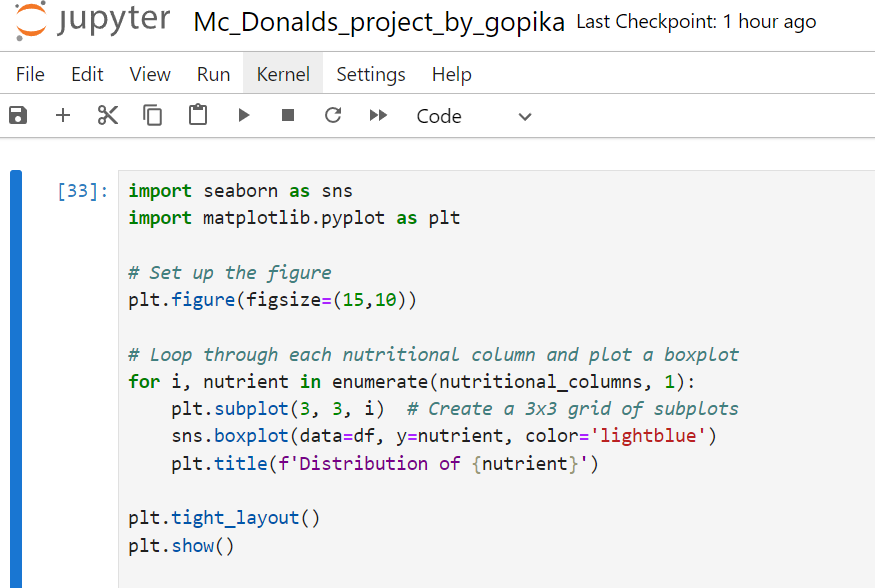 jupyter Mc_Donalds_project_by_gopika Last Checkpoint: 1 hour ago
File Edit View Run Kernel Settings Help
Code
[33]: import seaborn as sns
import matplotlib.pyplot as plt
# Set up the figure
plt.figure(figsize=(15,10))
# Loop through each nutritional column and plot a boxplot
for i, nutrient in enumerate(nutritional_columns, 1):
    plt.subplot(3, 3, i)  # Create a 3x3 grid of subplots
    sns.boxplot(data=df, y=nutrient, color='lightblue')
    plt.title(f'Distribution of {nutrient}')
plt.tight_layout()
plt.show()